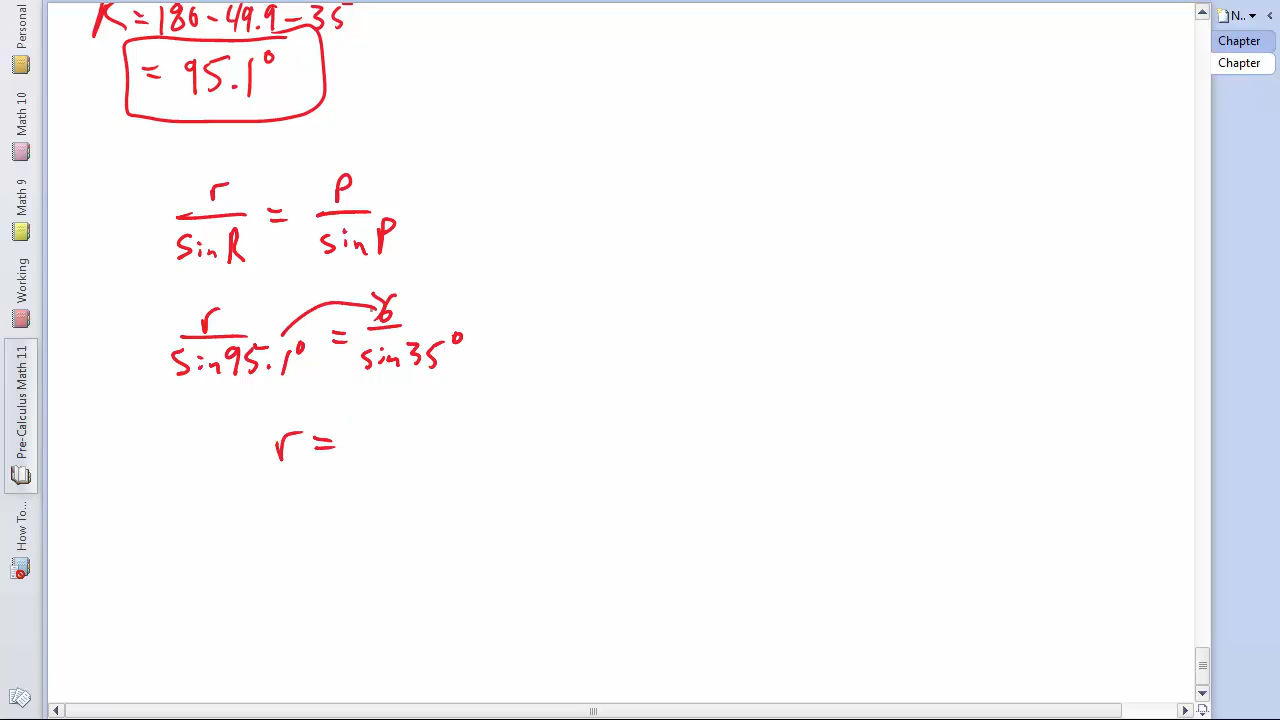 R = 180 - 49.9 - 35
= 95.1°
r/sin R = p/sin P
r/sin 95.1° = 8/sin 35°
r =
N...
Chapter
Chapter
Personal
Math 10
Math 9
Working
Pre-Calculus Math 11
How To...